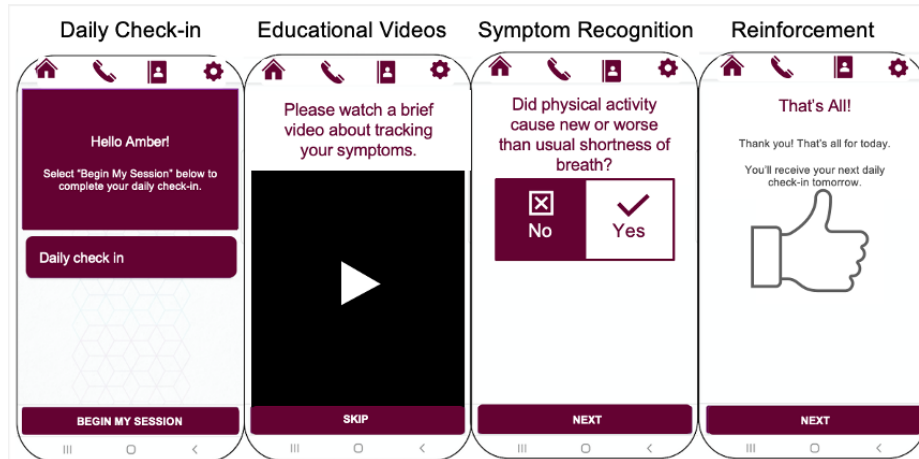 Daily Check-in
Hello Amber!
Select "Begin My Session" below to
complete your daily check-in.
Daily check in
BEGIN MY SESSION
Educational Videos
Please watch a brief
video about tracking
your symptoms.
SKIP
Symptom Recognition
Did physical activity
cause new or worse
than usual shortness of
breath?
No
Yes
NEXT
Reinforcement
That's All!
Thank you! That's all for today.
You'll receive your next daily
check-in tomorrow.
NEXT